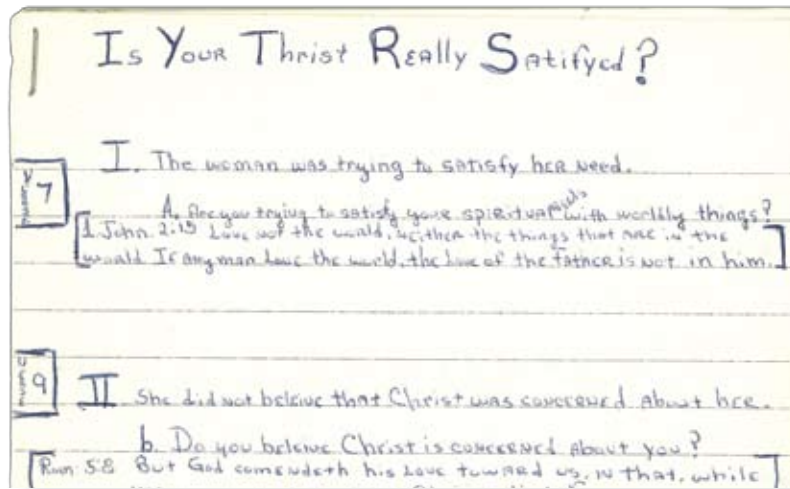 Is Your Thrist Really Satifyed?
I. The woman was trying to satisfy her need.
7
A. Are you trying to satisfy your spiritual needs with worldly things?
1 John 2:15 Love not the world, neither the things that are in the
world If any man love the world, the love of the father is not in him.
9
II She did not beleive that Christ was concerned about her.
b. Do you beleive Christ is concerned about you?
Rom 5:8 But God comendeth his love toward us, in that, while